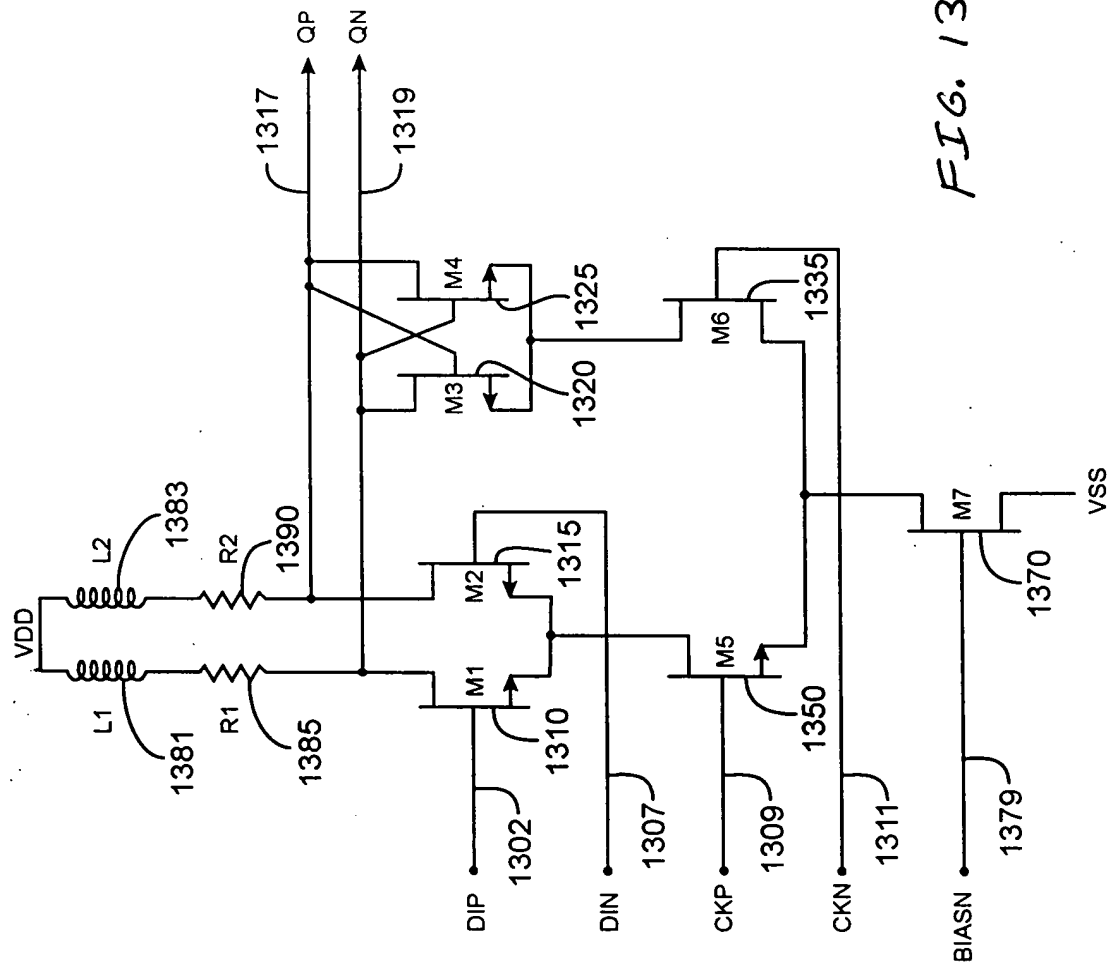 VDD
L1
L2
1381
1383
R1
R2
1385
1390
QP
QN
1317
1319
M1
M2
1310
1315
M3
M4
1320
1325
DIP
1302
DIN
1307
M5
M6
1350
1335
CKP
1309
CKN
1311
BIASN
1379
M7
1370
VSS
FIG. 13